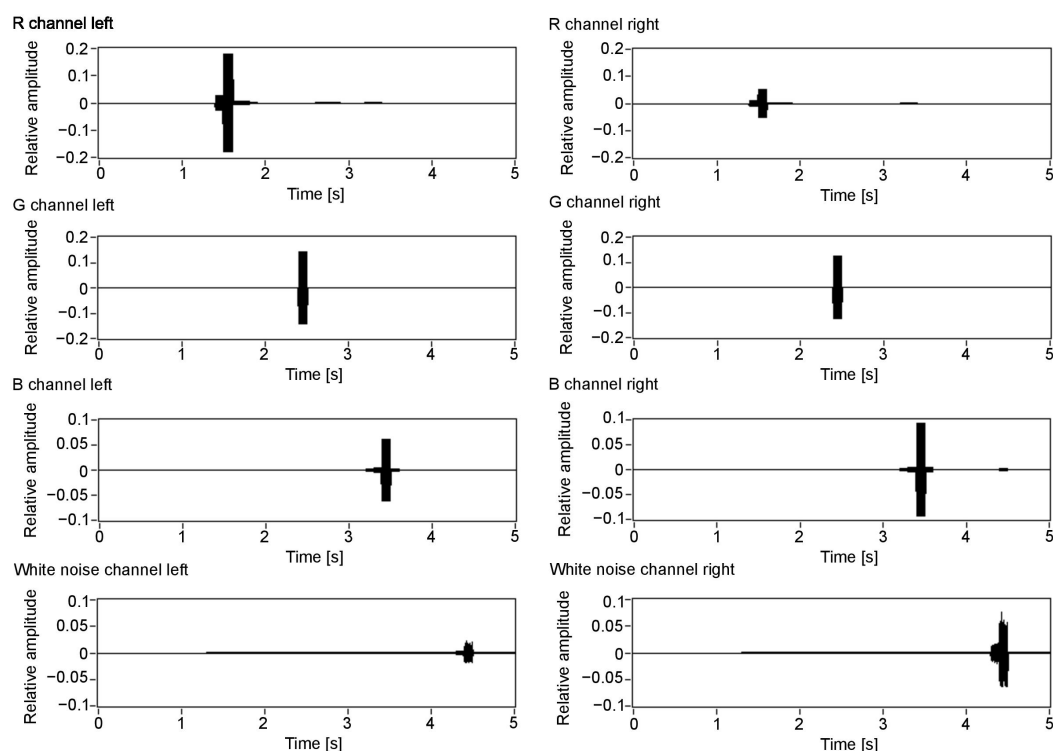 R channel left
Relative amplitude
0.2
0.1
0
−0.1
−0.2
0 1 2 3 4 5
Time [s]
R channel right
Relative amplitude
0.2
0.1
0
−0.1
−0.2
0 1 2 3 4 5
Time [s]
G channel left
Relative amplitude
0.2
0.1
0
−0.1
−0.2
0 1 2 3 4 5
Time [s]
G channel right
Relative amplitude
0.2
0.1
0
−0.1
−0.2
0 1 2 3 4 5
Time [s]
B channel left
Relative amplitude
0.1
0.05
0
−0.05
−0.1
0 1 2 3 4 5
Time [s]
B channel right
Relative amplitude
0.1
0.05
0
−0.05
−0.1
0 1 2 3 4 5
Time [s]
White noise channel left
Relative amplitude
0.1
0.05
0
−0.05
−0.1
0 1 2 3 4 5
Time [s]
White noise channel right
Relative amplitude
0.1
0.05
0
−0.05
−0.1
0 1 2 3 4 5
Time [s]